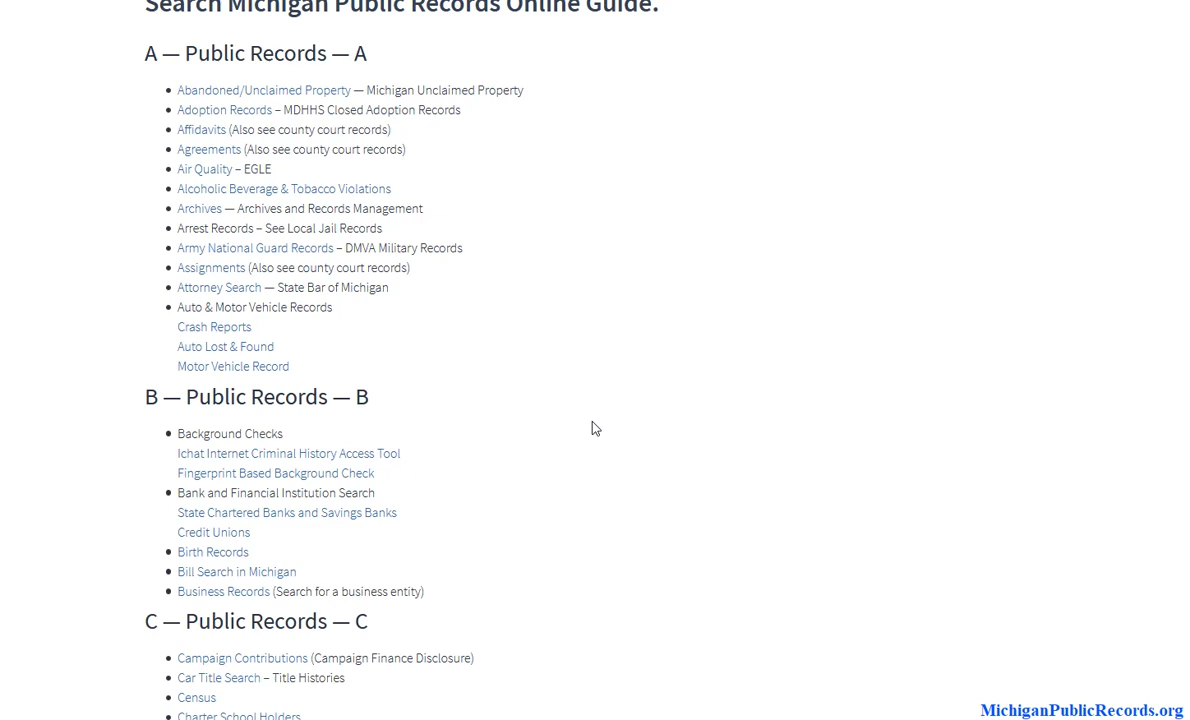 Search Michigan Public Records Online Guide.
A — Public Records — A
Abandoned/Unclaimed Property — Michigan Unclaimed Property
Adoption Records – MDHHS Closed Adoption Records
Affidavits (Also see county court records)
Agreements (Also see county court records)
Air Quality – EGLE
Alcoholic Beverage & Tobacco Violations
Archives — Archives and Records Management
Arrest Records – See Local Jail Records
Army National Guard Records – DMVA Military Records
Assignments (Also see county court records)
Attorney Search — State Bar of Michigan
Auto & Motor Vehicle Records
Crash Reports
Auto Lost & Found
Motor Vehicle Record
B — Public Records — B
Background Checks
Ichat Internet Criminal History Access Tool
Fingerprint Based Background Check
Bank and Financial Institution Search
State Chartered Banks and Savings Banks
Credit Unions
Birth Records
Bill Search in Michigan
Business Records (Search for a business entity)
C — Public Records — C
Campaign Contributions (Campaign Finance Disclosure)
Car Title Search – Title Histories
Census
Charter School Holders
MichiganPublicRecords.org